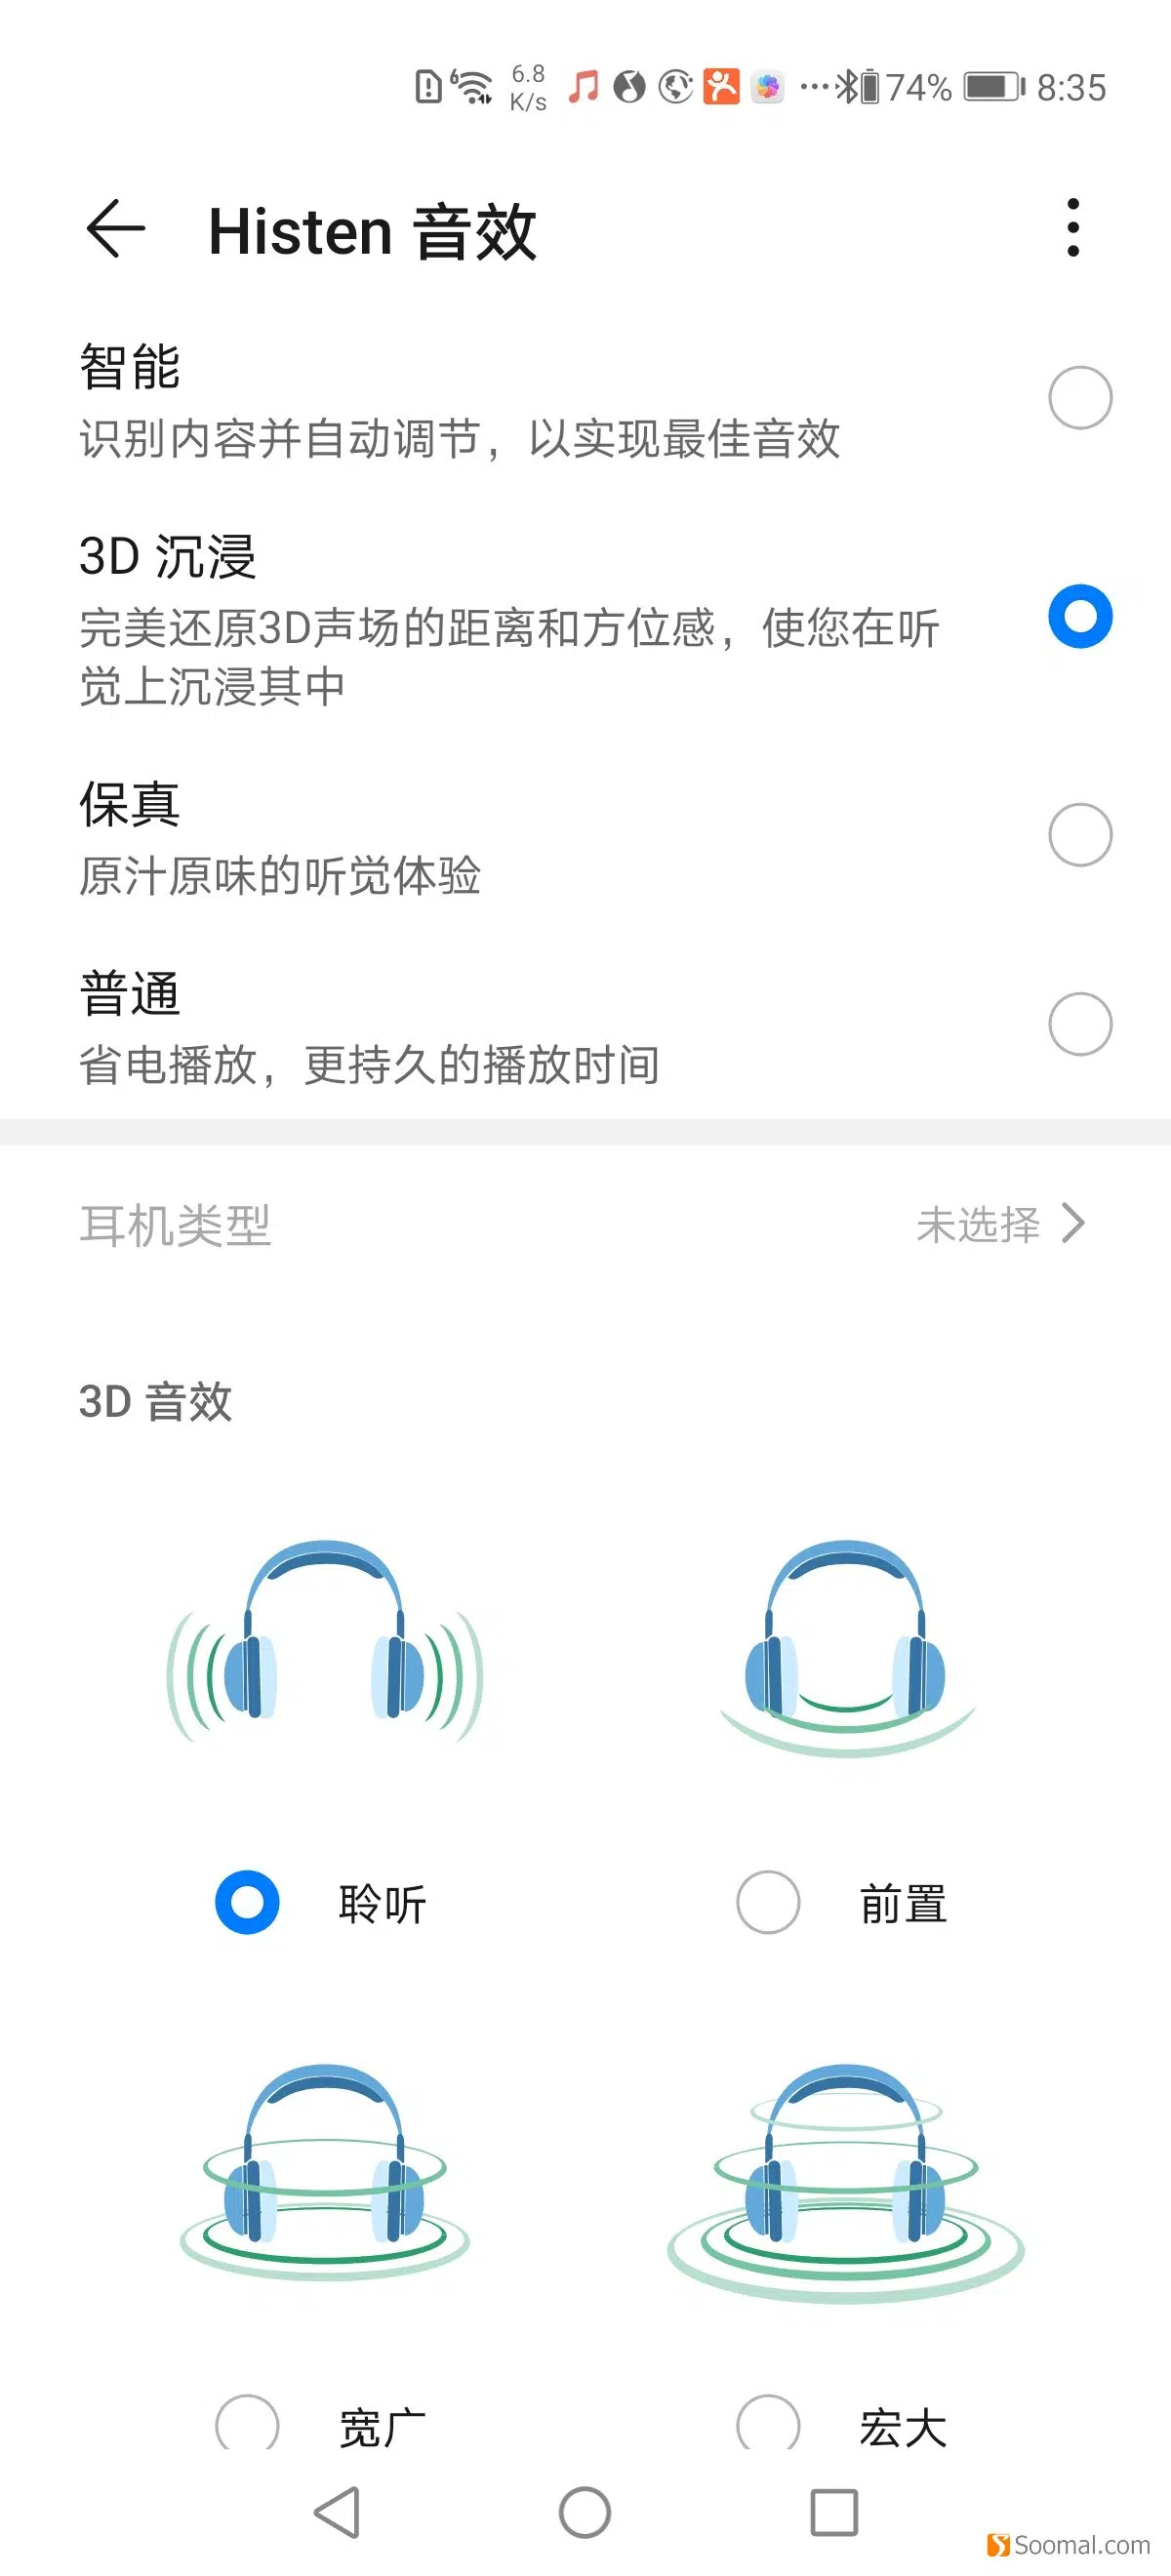 6.8
K/s
74%
8:35
Histen 音效
智能
识别内容并自动调节，以实现最佳音效
3D 沉浸
完美还原3D声场的距离和方位感，使您在听
觉上沉浸其中
保真
原汁原味的听觉体验
普通
省电播放，更持久的播放时间
耳机类型 未选择
3D 音效
聆听 前置
宽广 宏大
Soomal.com